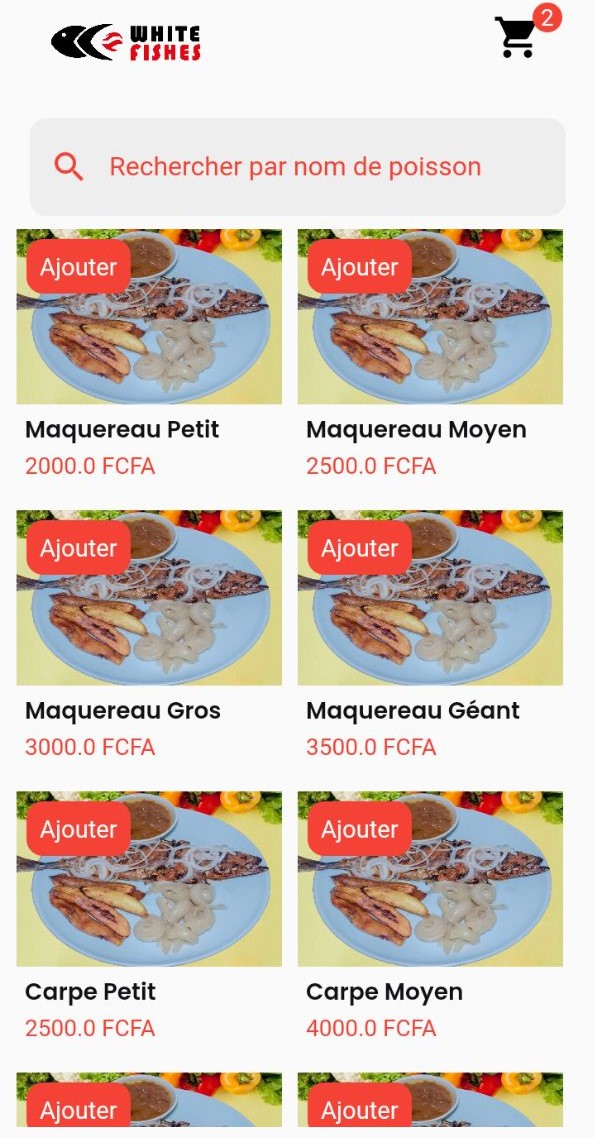 WHITE
FISHES
2
Rechercher par nom de poisson
Ajouter
Ajouter
Maquereau Petit
Maquereau Moyen
2000.0 FCFA
2500.0 FCFA
Ajouter
Ajouter
Maquereau Gros
Maquereau Géant
3000.0 FCFA
3500.0 FCFA
Ajouter
Ajouter
Carpe Petit
Carpe Moyen
2500.0 FCFA
4000.0 FCFA
Ajouter
Ajouter